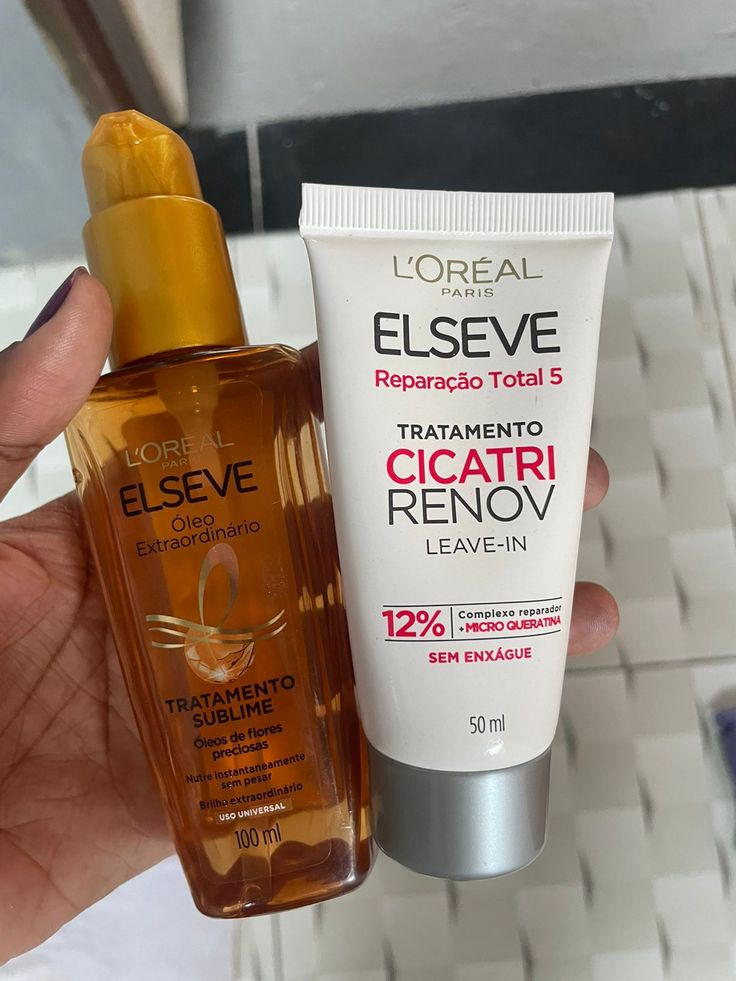 L'ORÉAL
PARIS
ELSEVE
Óleo
Extraordinário
TRATAMENTO
SUBLIME
Óleos de flores
preciosas
Nutre instantaneamente
sem pesar
Brilho extraordinário
USO UNIVERSAL
100 ml
L'ORÉAL
PARIS
ELSEVE
Reparação Total 5
TRATAMENTO
CICATRI
RENOV
LEAVE-IN
12% Complexo reparador
+MICRO QUERATINA
SEM ENXÁGUE
50 ml